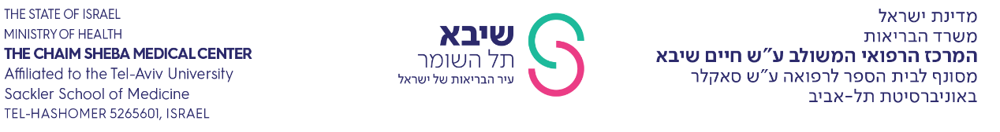 THE STATE OF ISRAEL
MINISTRY OF HEALTH
THE CHAIM SHEBA MEDICAL CENTER
Affiliated to the Tel-Aviv University
Sackler School of Medicine
TEL-HASHOMER 5265601, ISRAEL
שיבא
תל השומר
עיר הבריאות של ישראל
מדינת ישראל
משרד הבריאות
המרכז הרפואי המשולב ע״ש חיים שיבא
מסונף לבית הספר לרפואה ע״ש סאקלר
באוניברסיטת תל-אביב